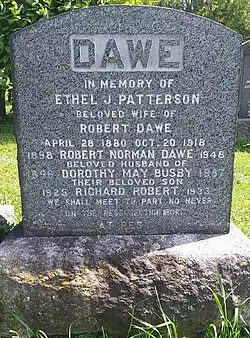 DAWE
IN MEMORY OF
ETHEL J. PATTERSON
BELOVED WIFE OF
ROBERT DAWE
APRIL 28 1880 OCT. 20 1918
1898 ROBERT NORMAN DAWE 1946
BELOVED HUSBAND OF
DOROTHY MAY BUSBY 1987
THEIR BELOVED SON
1925 RICHARD ROBERT 1933
WE SHALL MEET TO PART NO NEVER
ON THE RESURRECTION MORN
AT REST